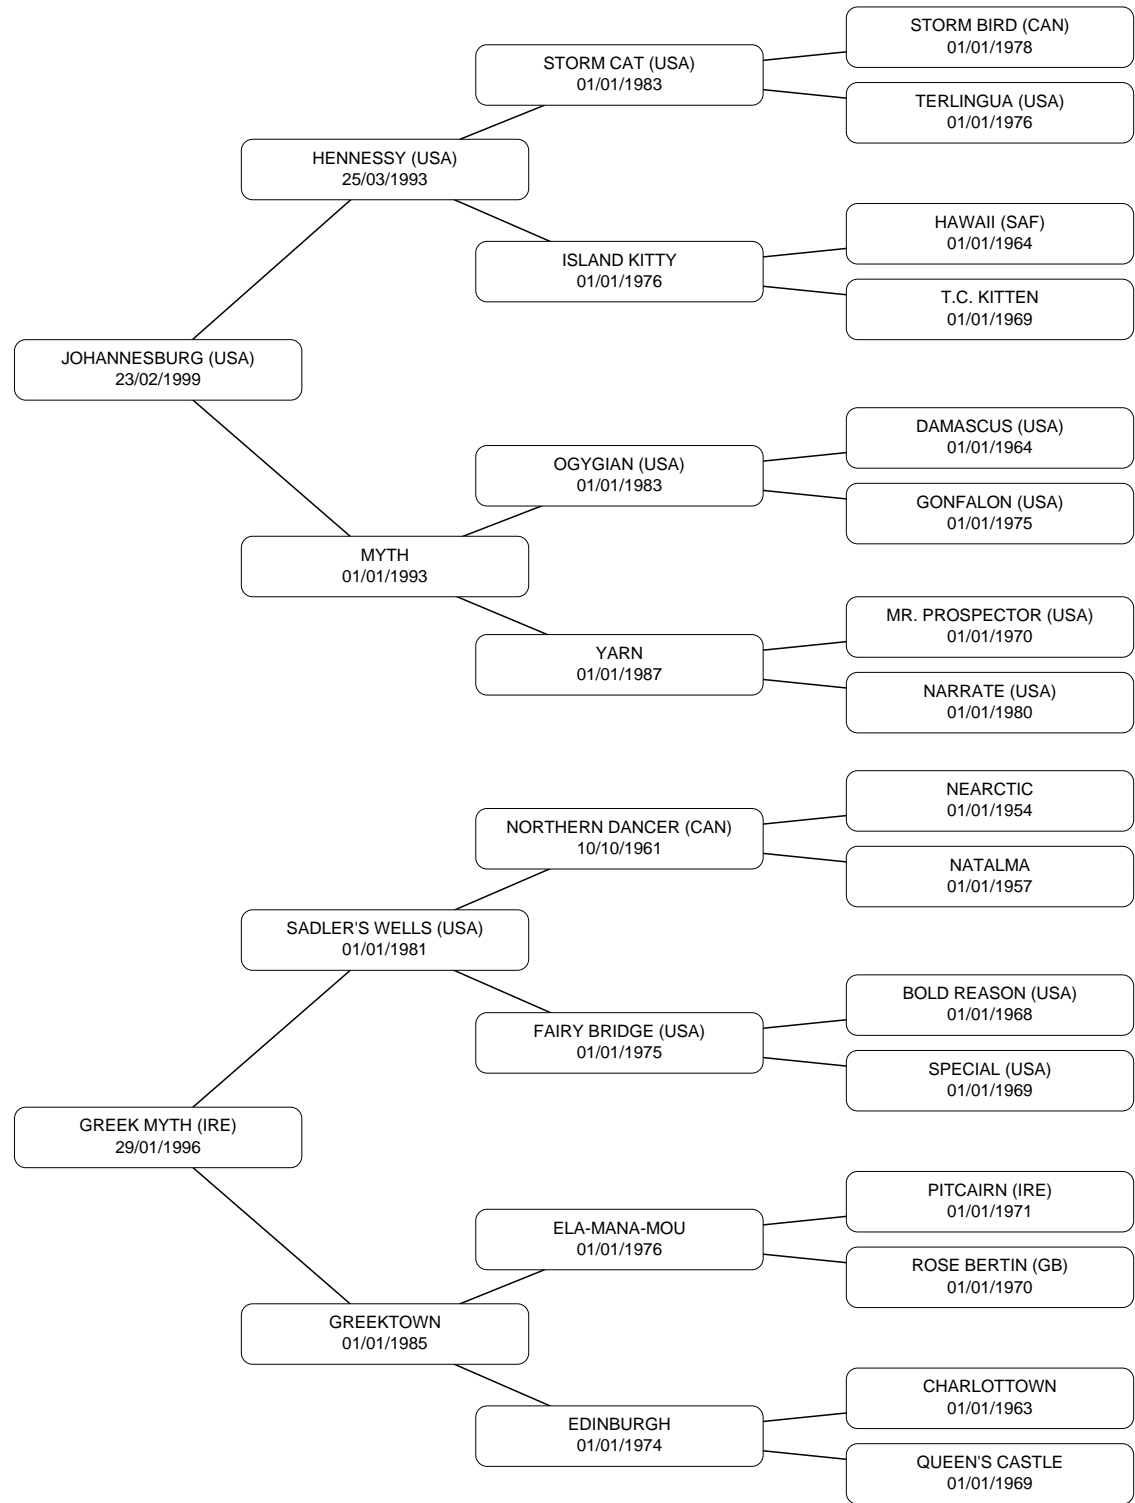 STORM BIRD (CAN)
01/01/1978
STORM CAT (USA)
01/01/1983
TERLINGUA (USA)
01/01/1976
HENNESSY (USA)
25/03/1993
HAWAII (SAF)
01/01/1964
ISLAND KITTY
01/01/1976
T.C. KITTEN
01/01/1969
JOHANNESBURG (USA)
23/02/1999
DAMASCUS (USA)
01/01/1964
OGYGIAN (USA)
01/01/1983
GONFALON (USA)
01/01/1975
MYTH
01/01/1993
MR. PROSPECTOR (USA)
01/01/1970
YARN
01/01/1987
NARRATE (USA)
01/01/1980
NEARCTIC
01/01/1954
NORTHERN DANCER (CAN)
10/10/1961
NATALMA
01/01/1957
SADLER'S WELLS (USA)
01/01/1981
BOLD REASON (USA)
01/01/1968
FAIRY BRIDGE (USA)
01/01/1975
SPECIAL (USA)
01/01/1969
GREEK MYTH (IRE)
29/01/1996
PITCAIRN (IRE)
01/01/1971
ELA-MANA-MOU
01/01/1976
ROSE BERTIN (GB)
01/01/1970
GREEKTOWN
01/01/1985
CHARLOTTOWN
01/01/1963
EDINBURGH
01/01/1974
QUEEN'S CASTLE
01/01/1969